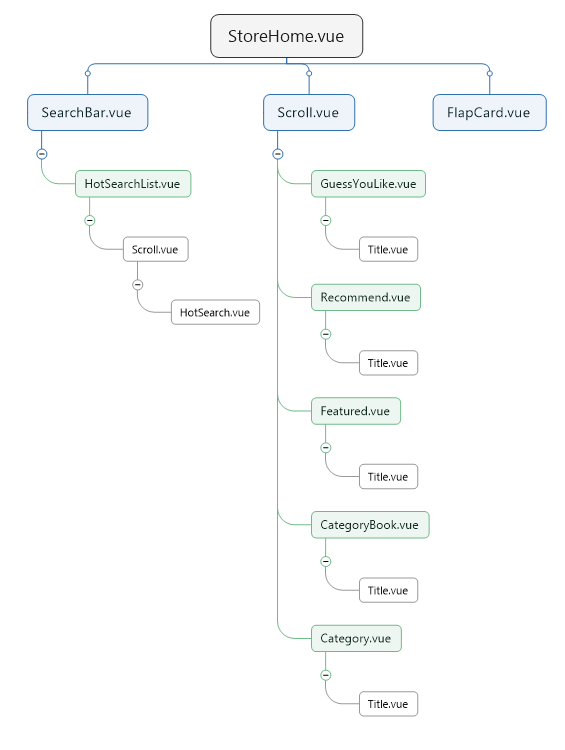 StoreHome.vue
SearchBar.vue
Scroll.vue
FlapCard.vue
HotSearchList.vue
Scroll.vue
HotSearch.vue
GuessYouLike.vue
Title.vue
Recommend.vue
Title.vue
Featured.vue
Title.vue
CategoryBook.vue
Title.vue
Category.vue
Title.vue